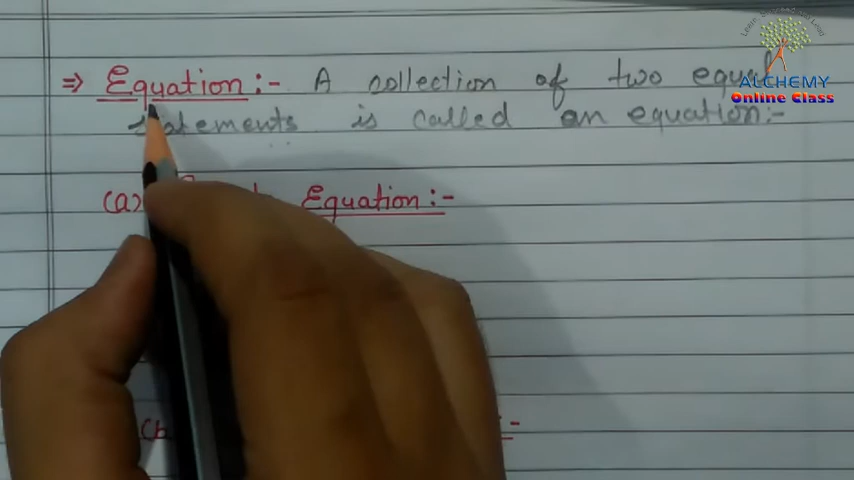 ⇒ Equation :- A collection of two equal
statements is called an equation:-
(a) Equation :-
(b :-
ALCHEMY
Online Class